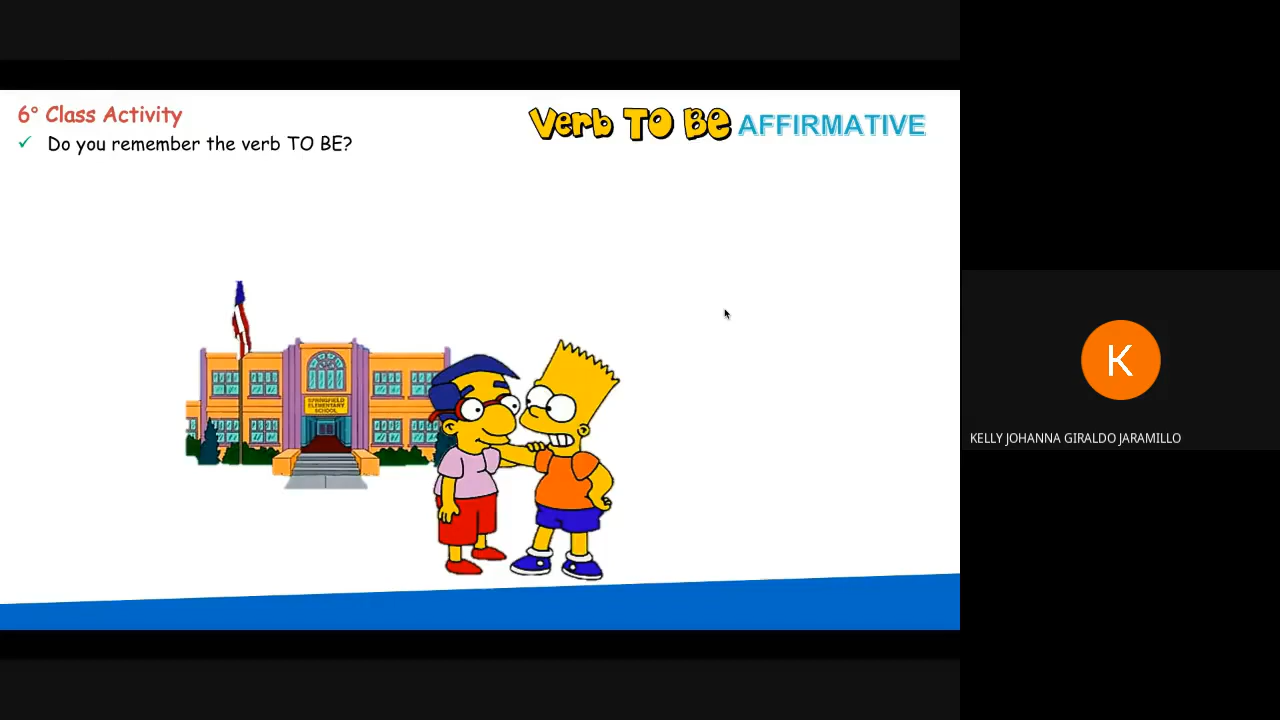 6° Class Activity
Verb TO Be AFFIRMATIVE
✓ Do you remember the verb TO BE?
SPRINGFIELD
ELEMENTARY
SCHOOL
K
KELLY JOHANNA GIRALDO JARAMILLO